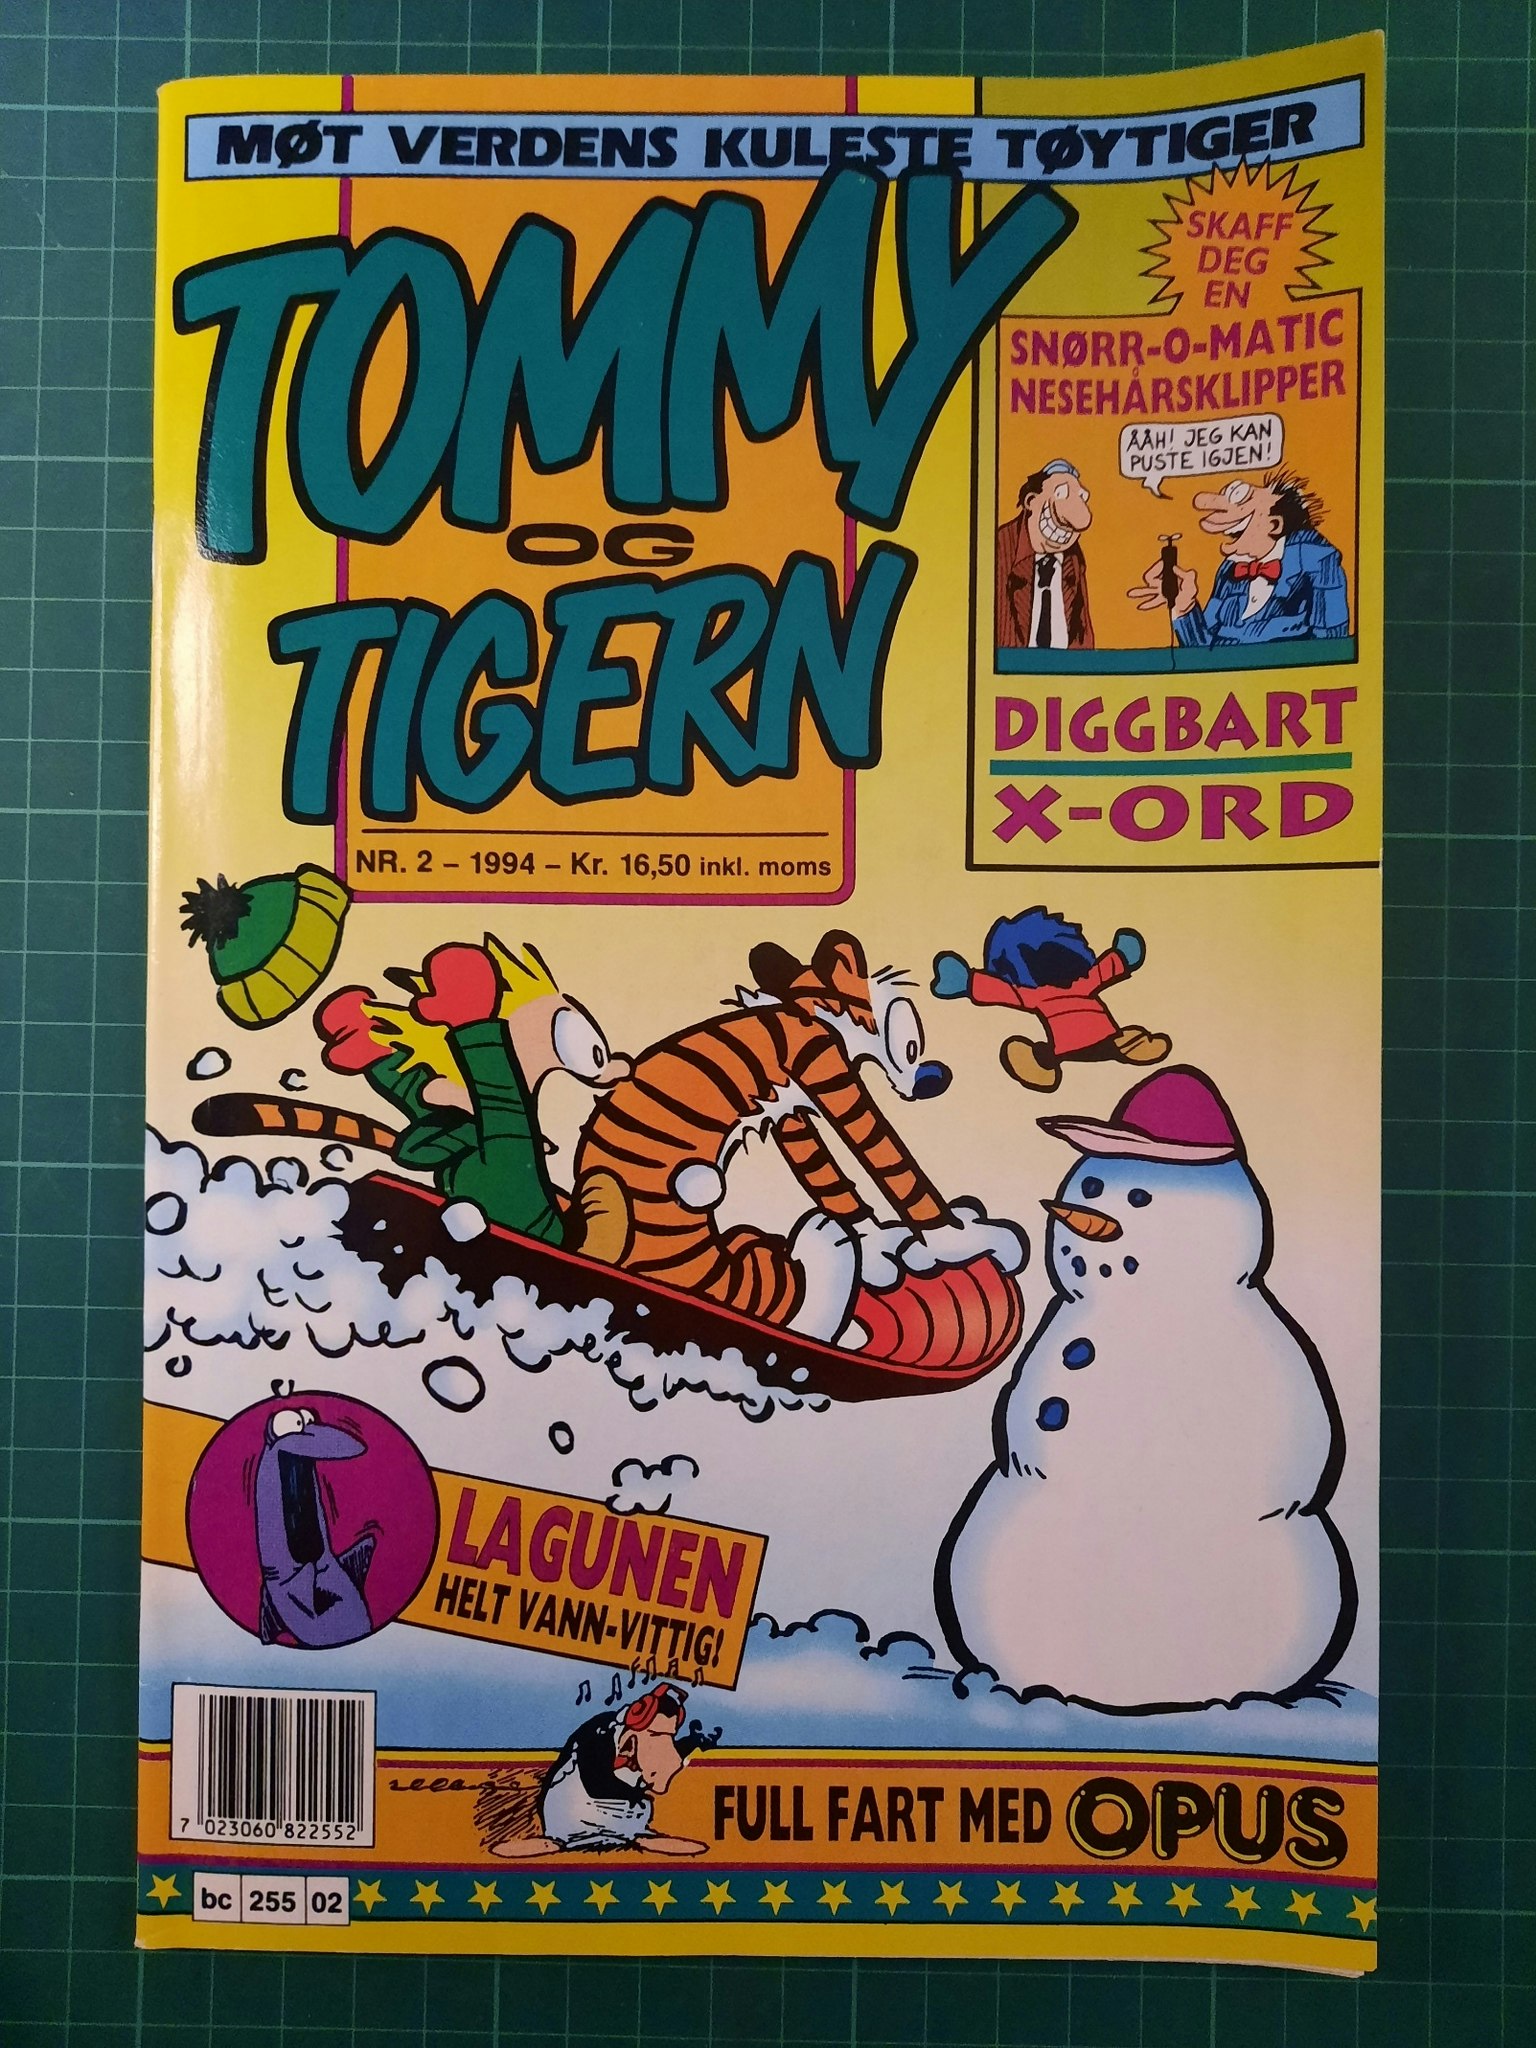 MØT VERDENS KULESTE TØYTIGER
TOMMY
OG
TIGERN
NR. 2 – 1994 – Kr. 16,50 inkl. moms
SKAFF
DEG
EN
SNØRR-O-MATIC
NESEHÅRSKLIPPER
ÅÅH! JEG KAN
PUSTE IGJEN!
DIGGBART
X-ORD
LAGUNEN
HELT VANN-VITTIG!
FULL FART MED OPUS
7 023060 822552
bc 255 02